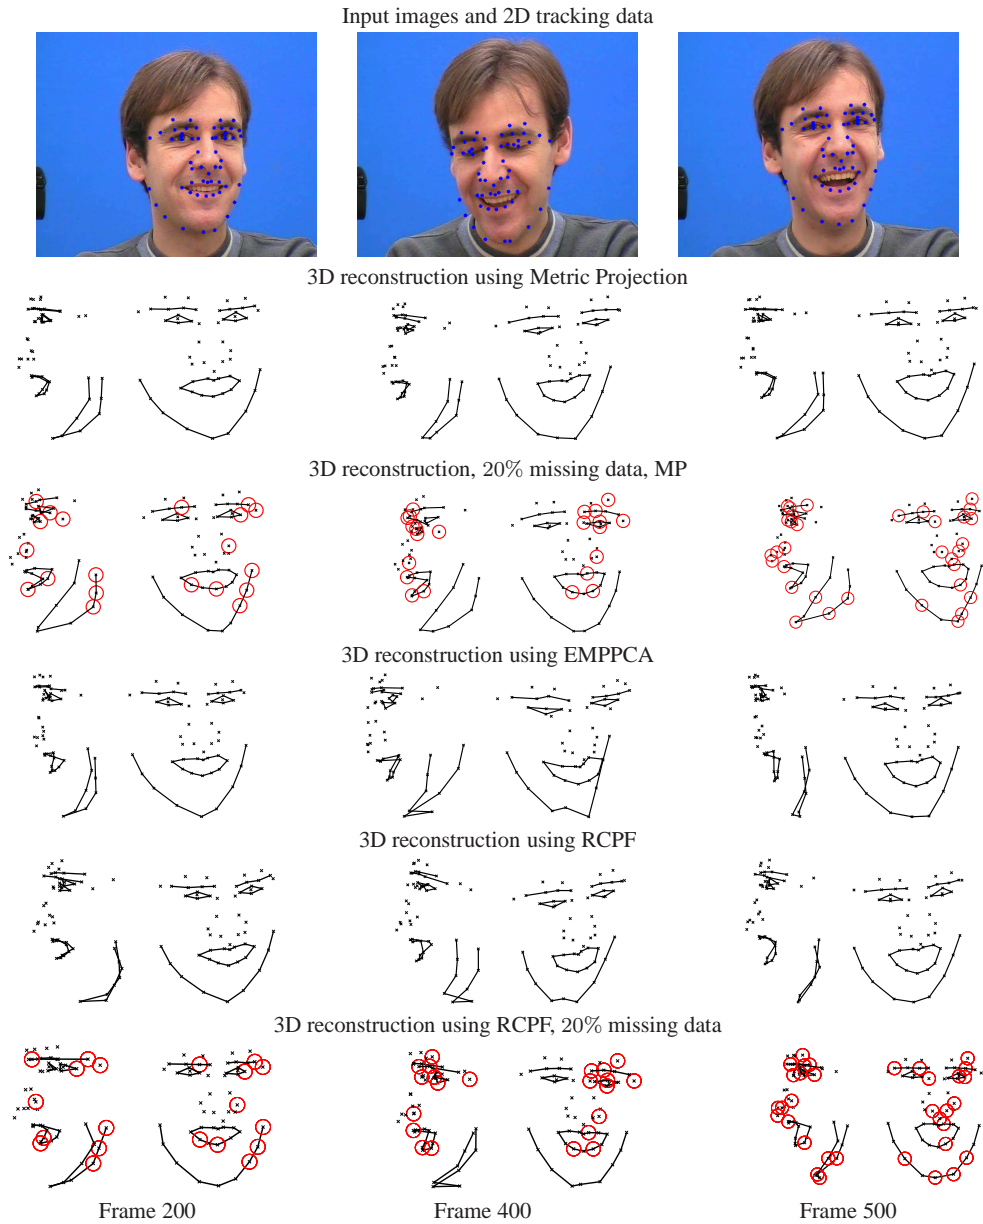 Input images and 2D tracking data
3D reconstruction using Metric Projection
3D reconstruction, 20% missing data, MP
3D reconstruction using EMPPCA
3D reconstruction using RCPF
3D reconstruction using RCPF, 20% missing data
Frame 200
Frame 400
Frame 500